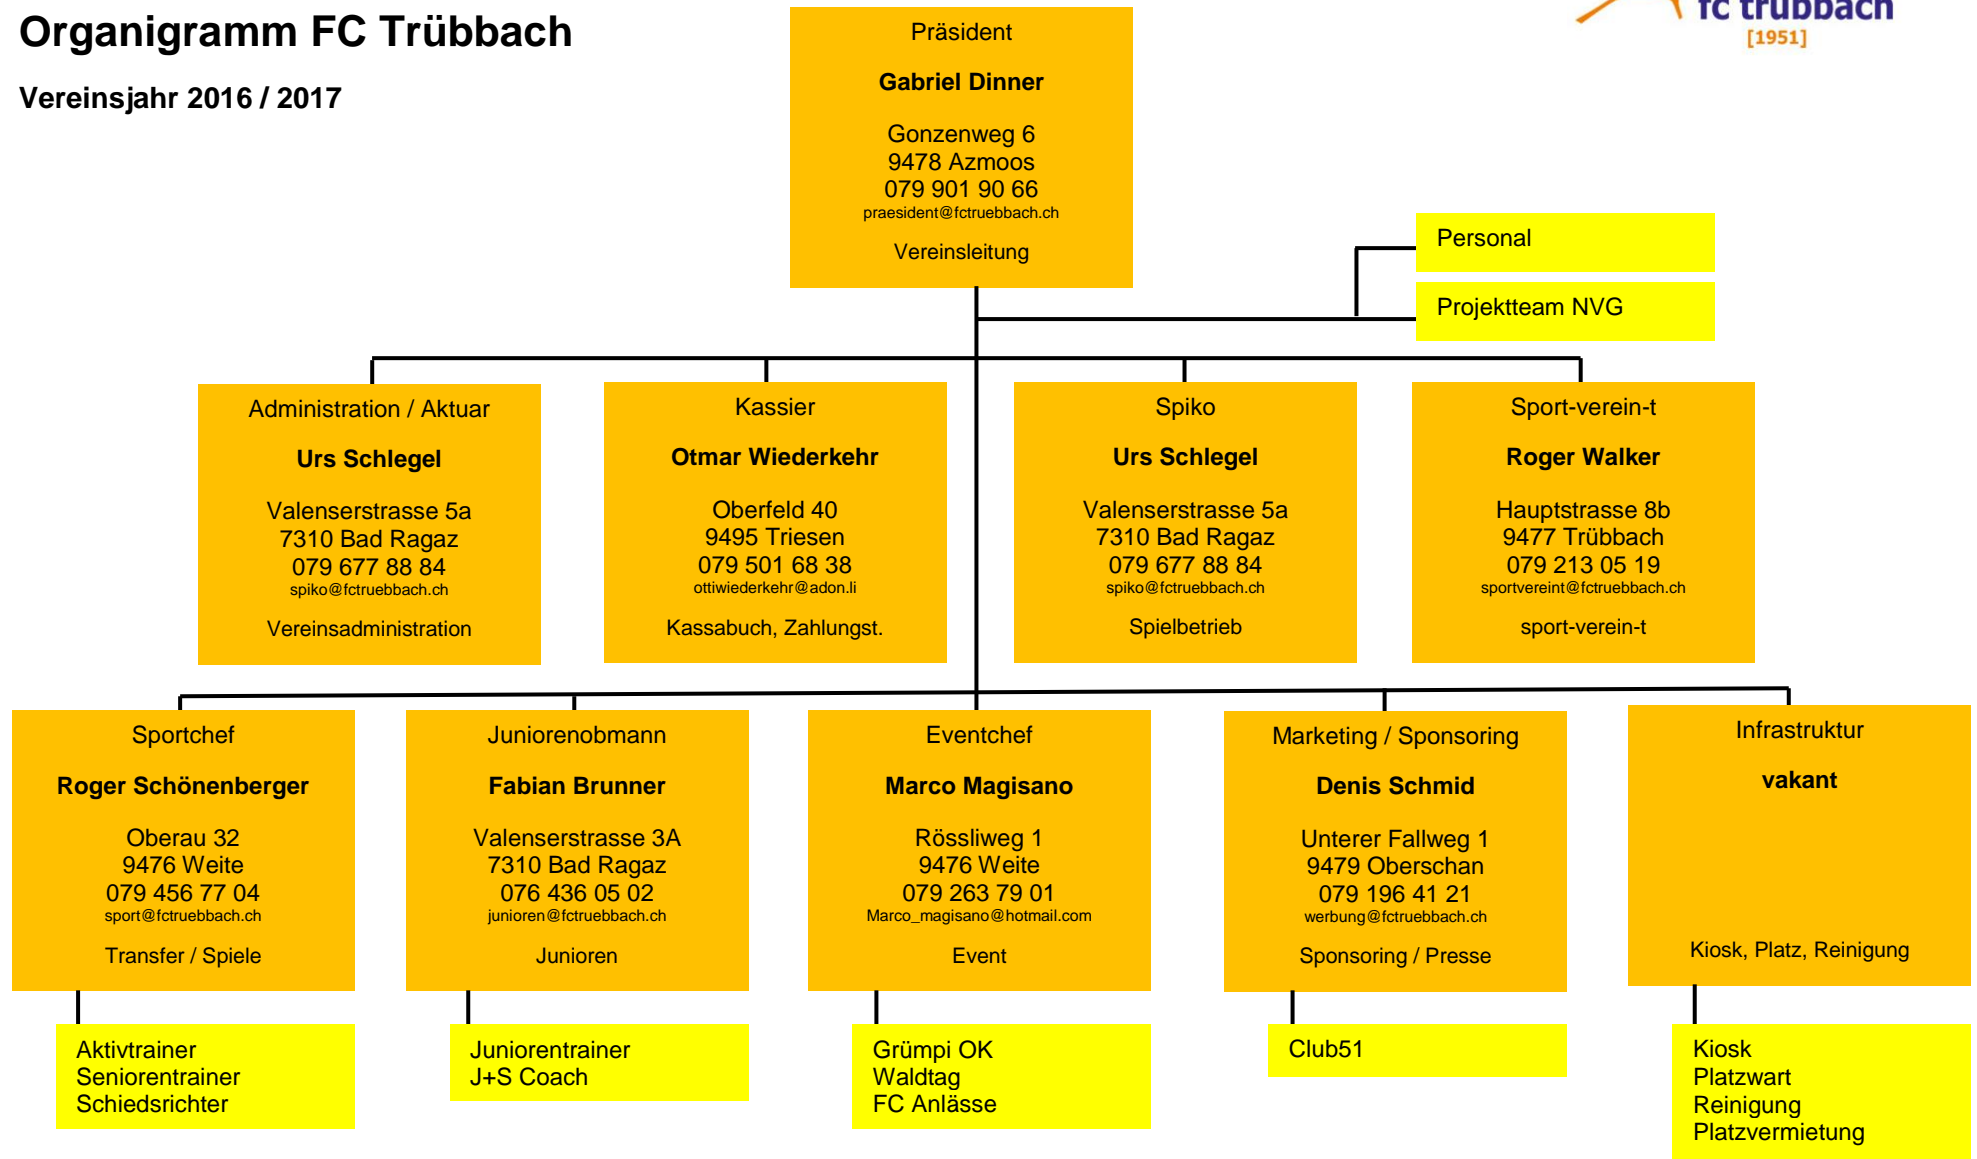 Organigramm FC Trübbach
Vereinsjahr 2016 / 2017
fc trübbach
[1951]
Präsident
Gabriel Dinner
Gonzenweg 6
9478 Azmoos
079 901 90 66
praesident@fctruebbach.ch
Vereinsleitung
Personal
Projektteam NVG
Administration / Aktuar
Urs Schlegel
Valenserstrasse 5a
7310 Bad Ragaz
079 677 88 84
spiko@fctruebbach.ch
Vereinsadministration
Kassier
Otmar Wiederkehr
Oberfeld 40
9495 Triesen
079 501 68 38
ottiwiederkehr@adon.li
Kassabuch, Zahlungst.
Spiko
Urs Schlegel
Valenserstrasse 5a
7310 Bad Ragaz
079 677 88 84
spiko@fctruebbach.ch
Spielbetrieb
Sport-verein-t
Roger Walker
Hauptstrasse 8b
9477 Trübbach
079 213 05 19
sportvereint@fctruebbach.ch
sport-verein-t
Sportchef
Roger Schönenberger
Oberau 32
9476 Weite
079 456 77 04
sport@fctruebbach.ch
Transfer / Spiele
Juniorenobmann
Fabian Brunner
Valenserstrasse 3A
7310 Bad Ragaz
076 436 05 02
junioren@fctruebbach.ch
Junioren
Eventchef
Marco Magisano
Rössliweg 1
9476 Weite
079 263 79 01
Marco_magisano@hotmail.com
Event
Marketing / Sponsoring
Denis Schmid
Unterer Fallweg 1
9479 Oberschan
079 196 41 21
werbung@fctruebbach.ch
Sponsoring / Presse
Infrastruktur
vakant
Kiosk, Platz, Reinigung
Aktivtrainer
Seniorentrainer
Schiedsrichter
Juniorentrainer
J+S Coach
Grümpi OK
Waldtag
FC Anlässe
Club51
Kiosk
Platzwart
Reinigung
Platzvermietung